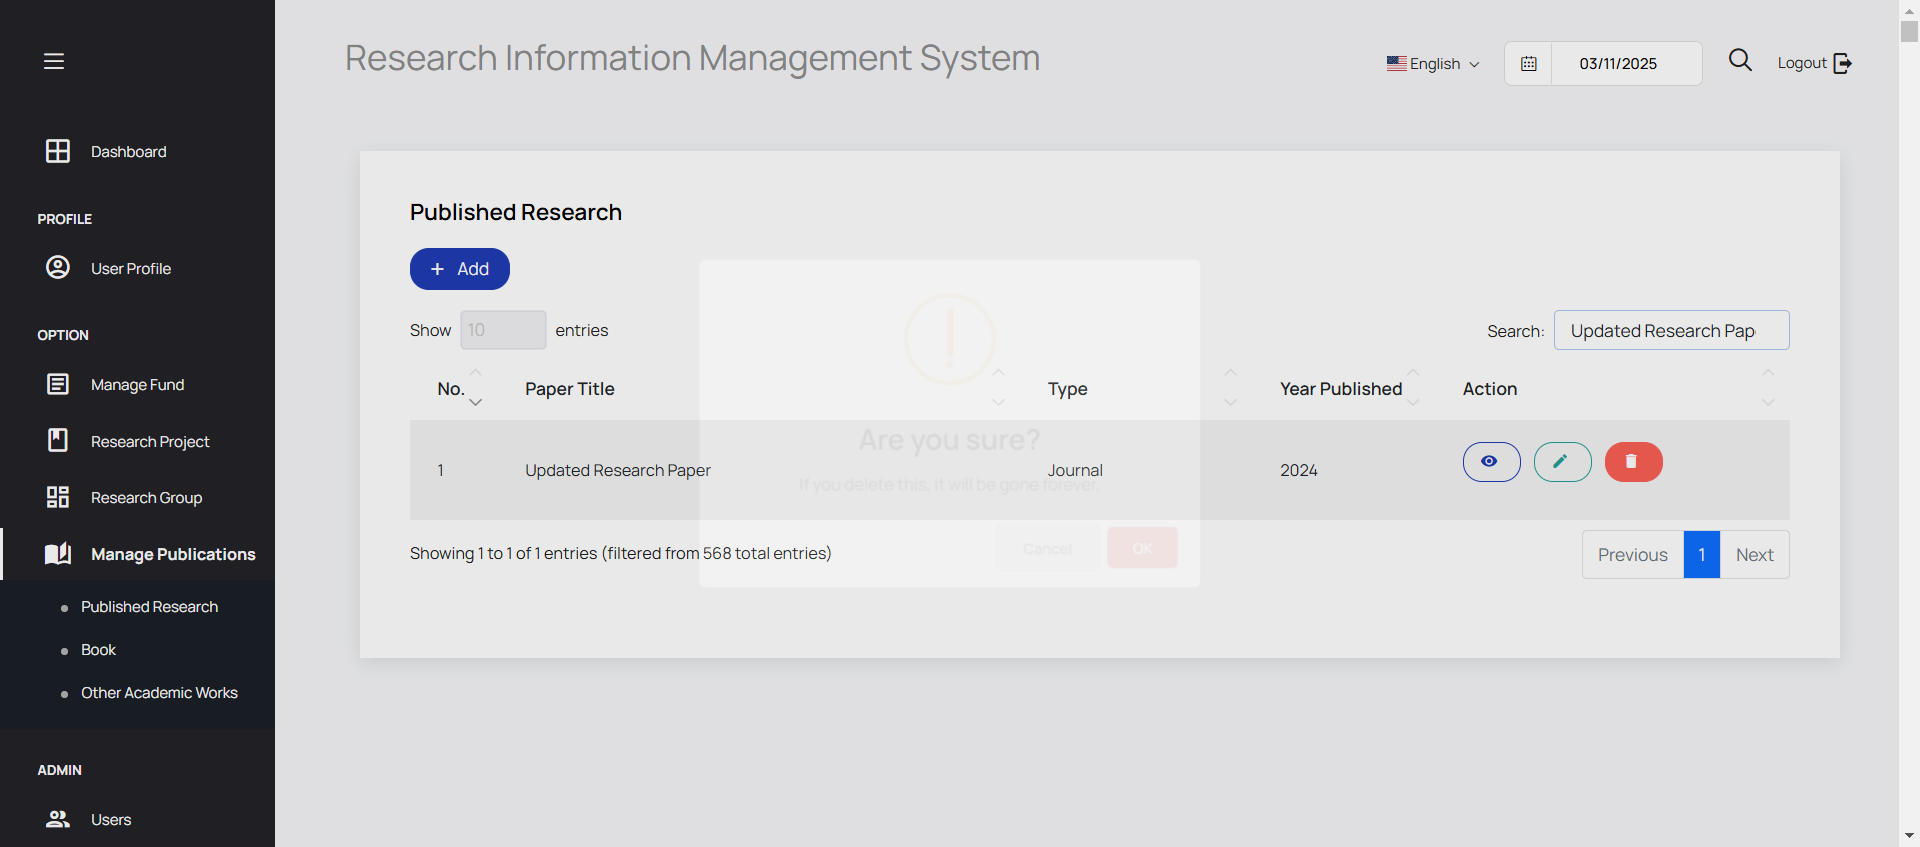 Research Information Management System
English
03/11/2025
Logout
Dashboard
PROFILE
User Profile
OPTION
Manage Fund
Research Project
Research Group
Manage Publications
Published Research
Book
Other Academic Works
ADMIN
Users
Published Research
+ Add
Show 10 entries
Search: Updated Research Pap
No. Paper Title Type Year Published Action
1 Updated Research Paper Journal 2024
Are you sure?
If you delete this, it will be gone forever.
Cancel OK
Showing 1 to 1 of 1 entries (filtered from 568 total entries)
Previous 1 Next